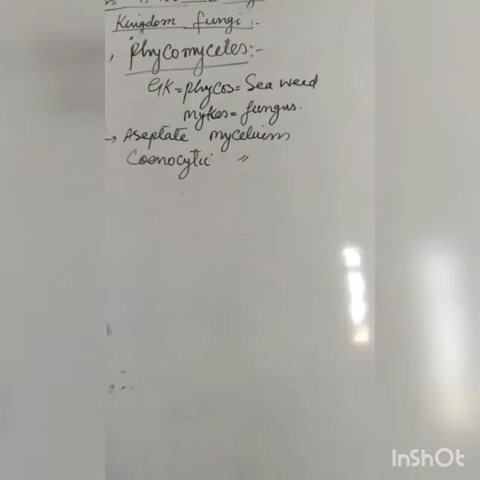 Kingdom fungi :-
Phycomycetes:-
GK = phycos = Sea weed
mykes = fungus.
→ Aseptate mycelium
Coenocytic "
InShOt